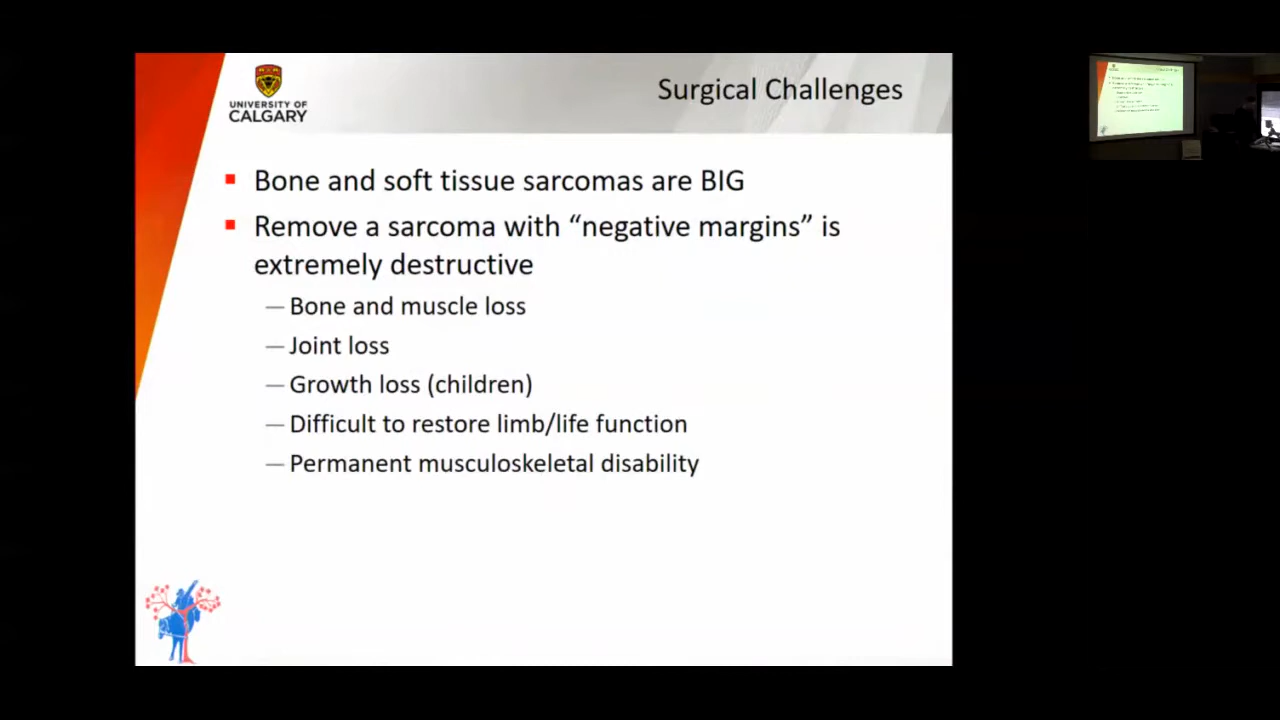 UNIVERSITY OF
CALGARY
Surgical Challenges
Bone and soft tissue sarcomas are BIG
Remove a sarcoma with “negative margins” is
extremely destructive
— Bone and muscle loss
— Joint loss
— Growth loss (children)
— Difficult to restore limb/life function
— Permanent musculoskeletal disability